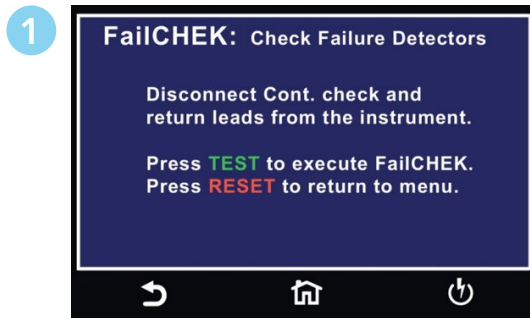 1
FailCHEK: Check Failure Detectors
Disconnect Cont. check and
return leads from the instrument.
Press TEST to execute FailCHEK.
Press RESET to return to menu.